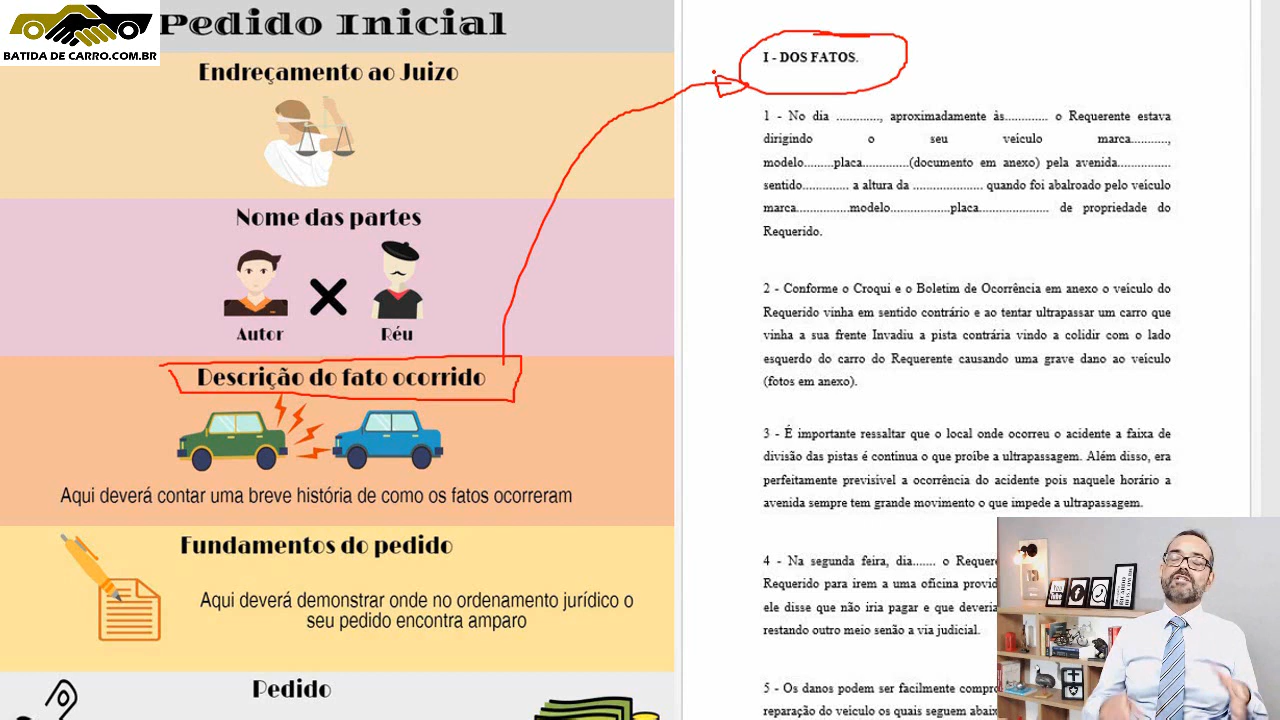 BATIDA DE CARRO.COM.BR
Pedido Inicial
Endreçamento ao Juizo
Nome das partes
Autor
Réu
Descrição do fato ocorrido
Aqui deverá contar uma breve história de como os fatos ocorreram
Fundamentos do pedido
Aqui deverá demonstrar onde no ordenamento jurídico o
seu pedido encontra amparo
Pedido
I - DOS FATOS.
1 - No dia ............., aproximadamente às............ o Requerente estava
dirigindo o seu veículo marca...........,
modelo.........placa..............(documento em anexo) pela avenida................
sentido.............. a altura da ..................... quando foi abalroado pelo veículo
marca................modelo..................placa..................... de propriedade do
Requerido.
2 - Conforme o Croqui e o Boletim de Ocorrência em anexo o veículo do
Requerido vinha em sentido contrário e ao tentar ultrapassar um carro que
vinha a sua frente Invadiu a pista contrária vindo a colidir com o lado
esquerdo do carro do Requerente causando uma grave dano ao veículo
(fotos em anexo).
3 - É importante ressaltar que o local onde ocorreu o acidente a faixa de
divisão das pistas é continua o que proíbe a ultrapassagem. Além disso, era
perfeitamente previsível a ocorrência do acidente pois naquele horário a
avenida sempre tem grande movimento o que impede a ultrapassagem.
4 - Na segunda feira, dia....... o Requer
Requerido para irem a uma oficina provid
ele disse que não iria pagar e que deveria
restando outro meio senão a via judicial.
5 - Os danos podem ser facilmente compro
reparação do veículo os quais seguem abaix